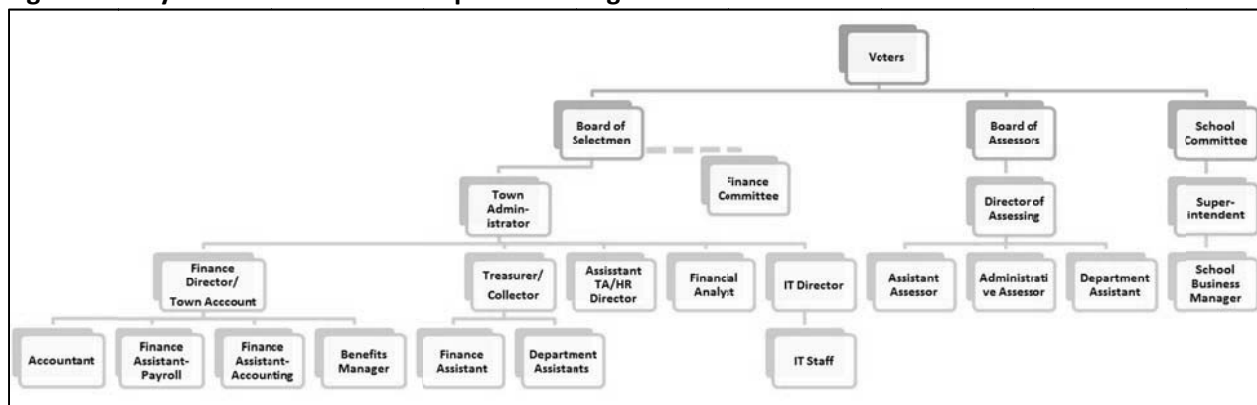 Voters
Board of
Selectmen
Board of
Assessors
School
Committee
Finance
Committee
Town
Admin-
istrator
Director of
Assessing
Super-
intendent
Finance
Director/
Town Acccount
Treasurer/
Collector
Assisstant
TA/HR
Director
Financial
Analyt
IT Director
Assistant
Assessor
Administrati
ve Assessor
Department
Assistant
School
Business
Manager
Accountant
Finance
Assistant-
Payroll
Finance
Assistant-
Accounting
Benefits
Manager
Finance
Assistant
Department
Assistants
IT Staff